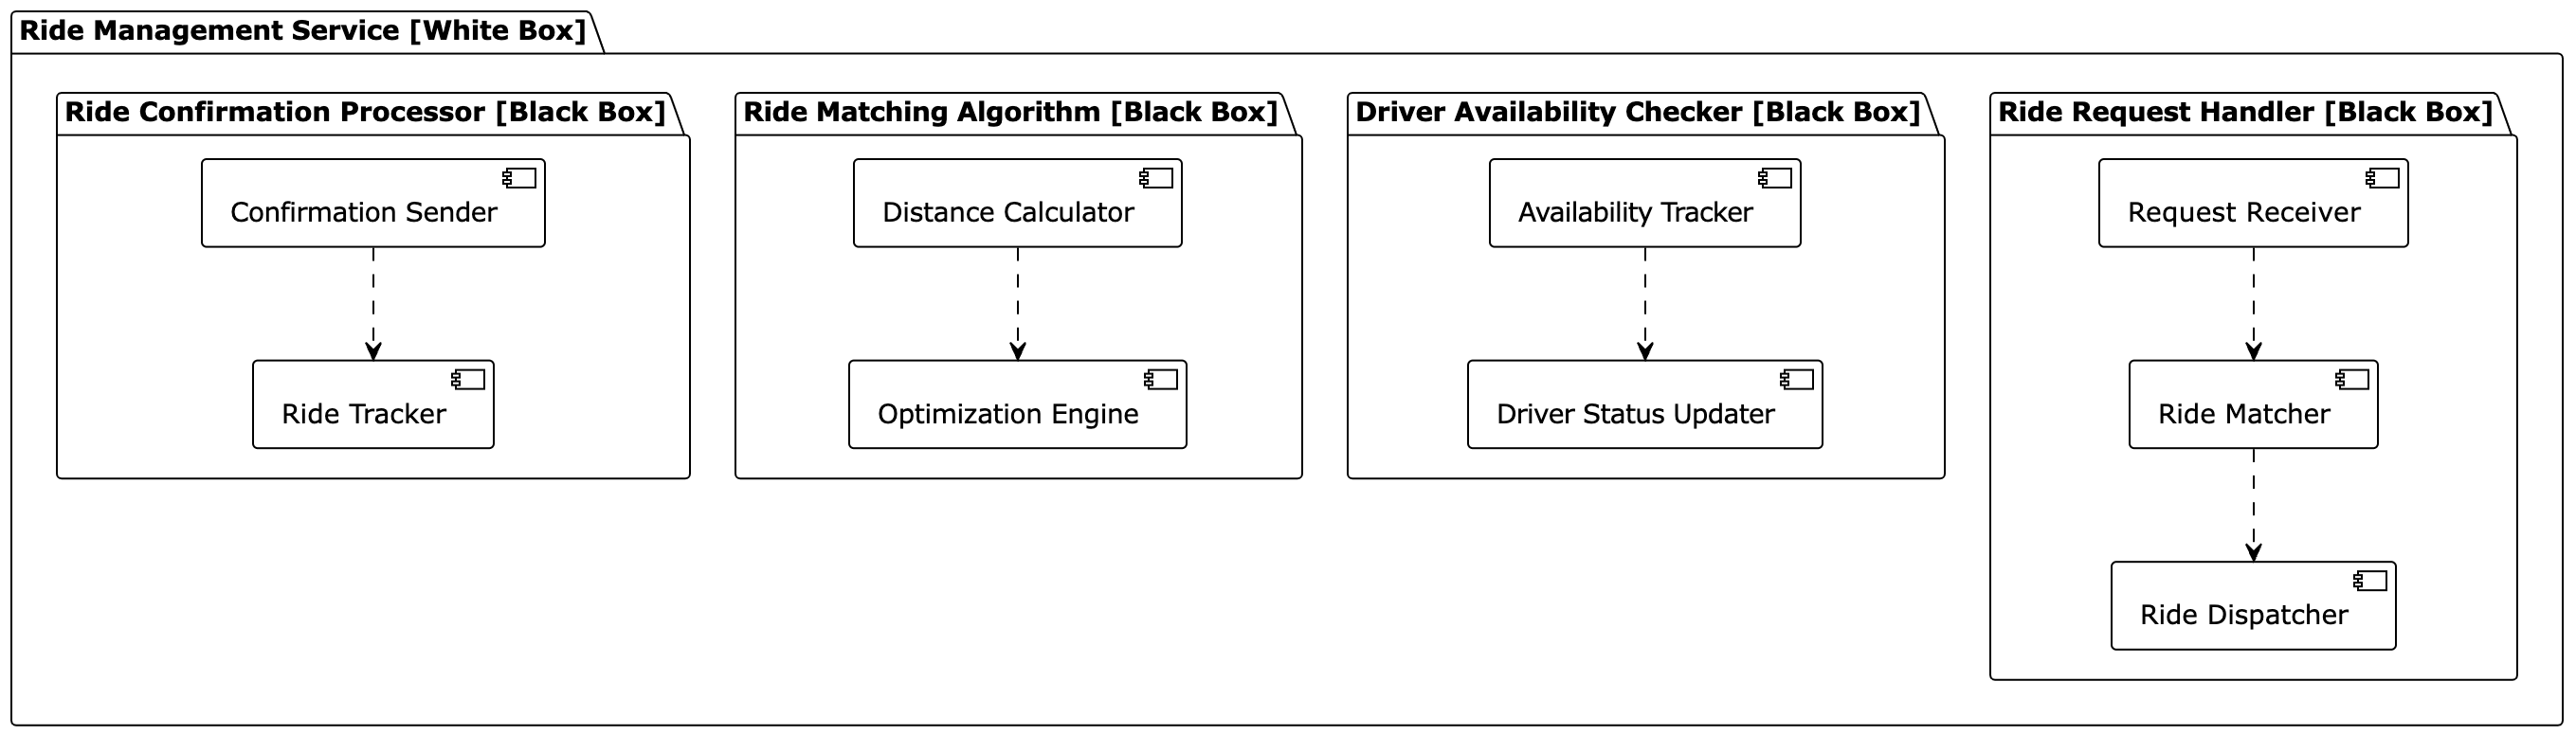 Ride Management Service [White Box]
Ride Confirmation Processor [Black Box]
Confirmation Sender
Ride Tracker
Ride Matching Algorithm [Black Box]
Distance Calculator
Optimization Engine
Driver Availability Checker [Black Box]
Availability Tracker
Driver Status Updater
Ride Request Handler [Black Box]
Request Receiver
Ride Matcher
Ride Dispatcher